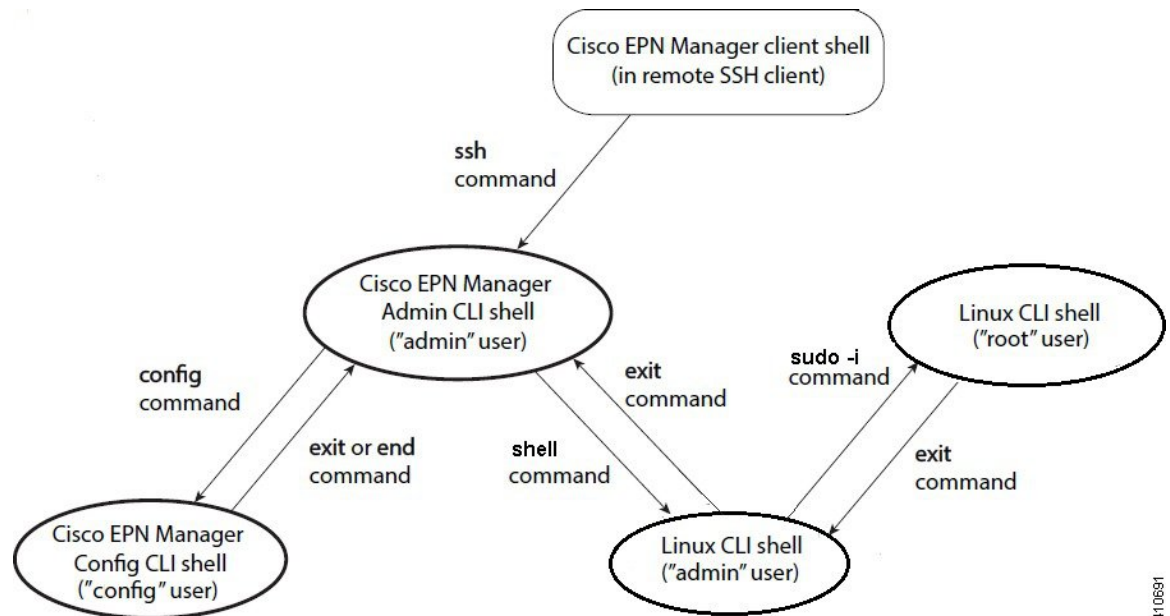 Cisco EPN Manager client shell
(in remote SSH client)
ssh
command
Cisco EPN Manager
Admin CLI shell
("admin" user)
Linux CLI shell
("root" user)
config
command
exit
command
sudo -i
command
exit or end
command
shell
command
exit
command
Cisco EPN Manager
Config CLI shell
("config" user)
Linux CLI shell
("admin" user)